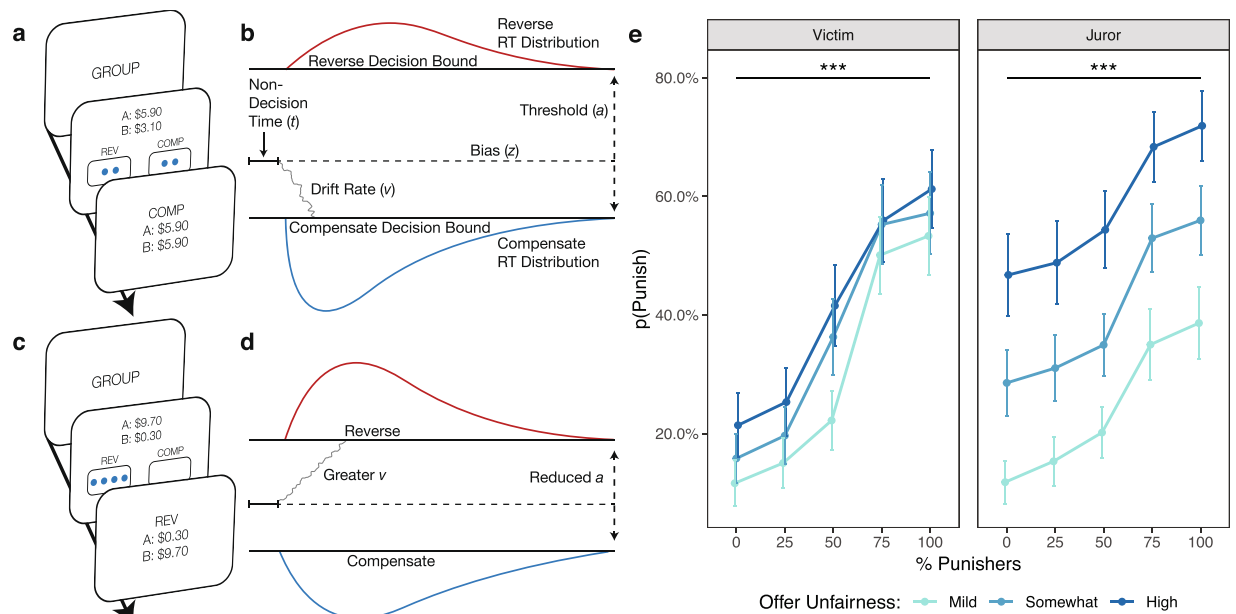 a
GROUP
A: $5.90
B: $3.10
REV
COMP
COMP
A: $5.90
B: $5.90
b
Reverse
RT Distribution
Reverse Decision Bound
Non-
Decision
Time (t)
Threshold (a)
Bias (z)
Drift Rate (v)
Compensate Decision Bound
Compensate
RT Distribution
c
GROUP
A: $9.70
B: $0.30
REV
COMP
REV
A: $0.30
B: $9.70
d
Reverse
Greater v
Reduced a
Compensate
e
Victim
Juror
***
***
80.0%
60.0%
40.0%
20.0%
p(Punish)
0 25 50 75 100
0 25 50 75 100
% Punishers
Offer Unfairness: Mild Somewhat High